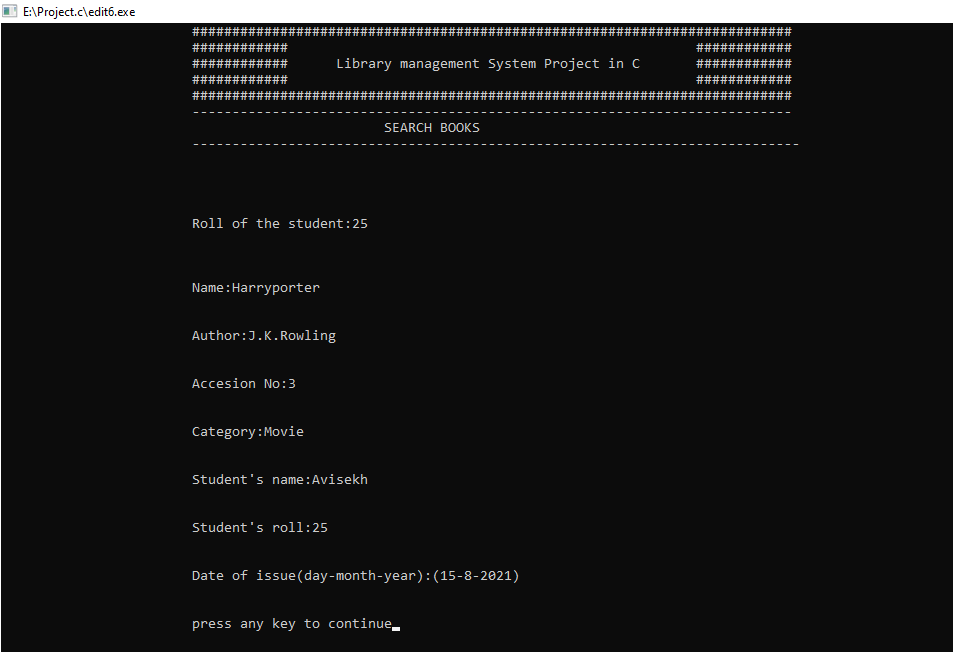 E:\Project.c\edit6.exe
###########################################################################
############                                                   ############
############      Library management System Project in C       ############
############                                                   ############
###########################################################################
---------------------------------------------------------------------------
SEARCH BOOKS
----------------------------------------------------------------------------
Roll of the student:25
Name:Harryporter
Author:J.K.Rowling
Accesion No:3
Category:Movie
Student's name:Avisekh
Student's roll:25
Date of issue(day-month-year):(15-8-2021)
press any key to continue